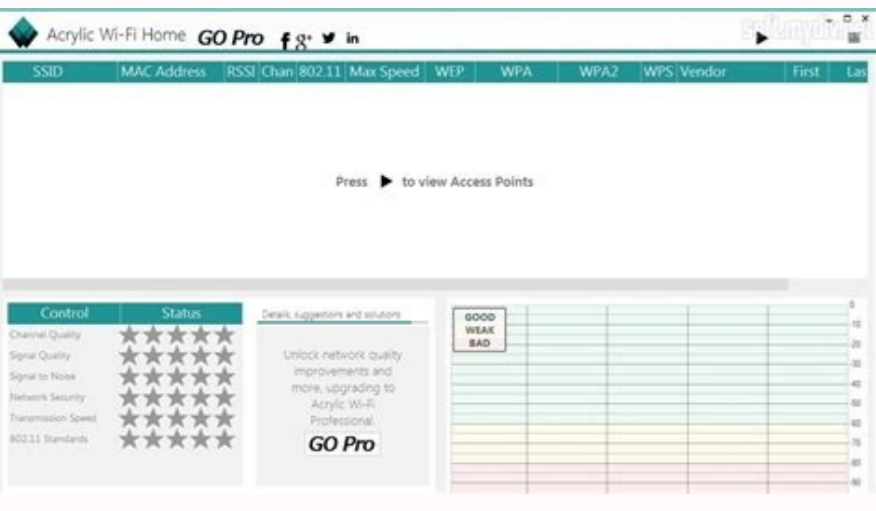 Acrylic Wi-Fi Home GO Pro f g+ in
SSID MAC Address RSSI Chan 802.11 Max Speed WEP WPA WPA2 WPS Vendor First Las
Press to view Access Points
Control Status
Channel Quality
Signal Quality
Signal to Noise
Network Security
Transmission Speed
802.11 Standards
Details, suggestions and solutions
Unlock network quality
improvements and
more, upgrading to
Acrylic Wi-Fi
Professional.
GO Pro
GOOD
WEAK
BAD
0
10
20
30
40
50
60
70
80
90